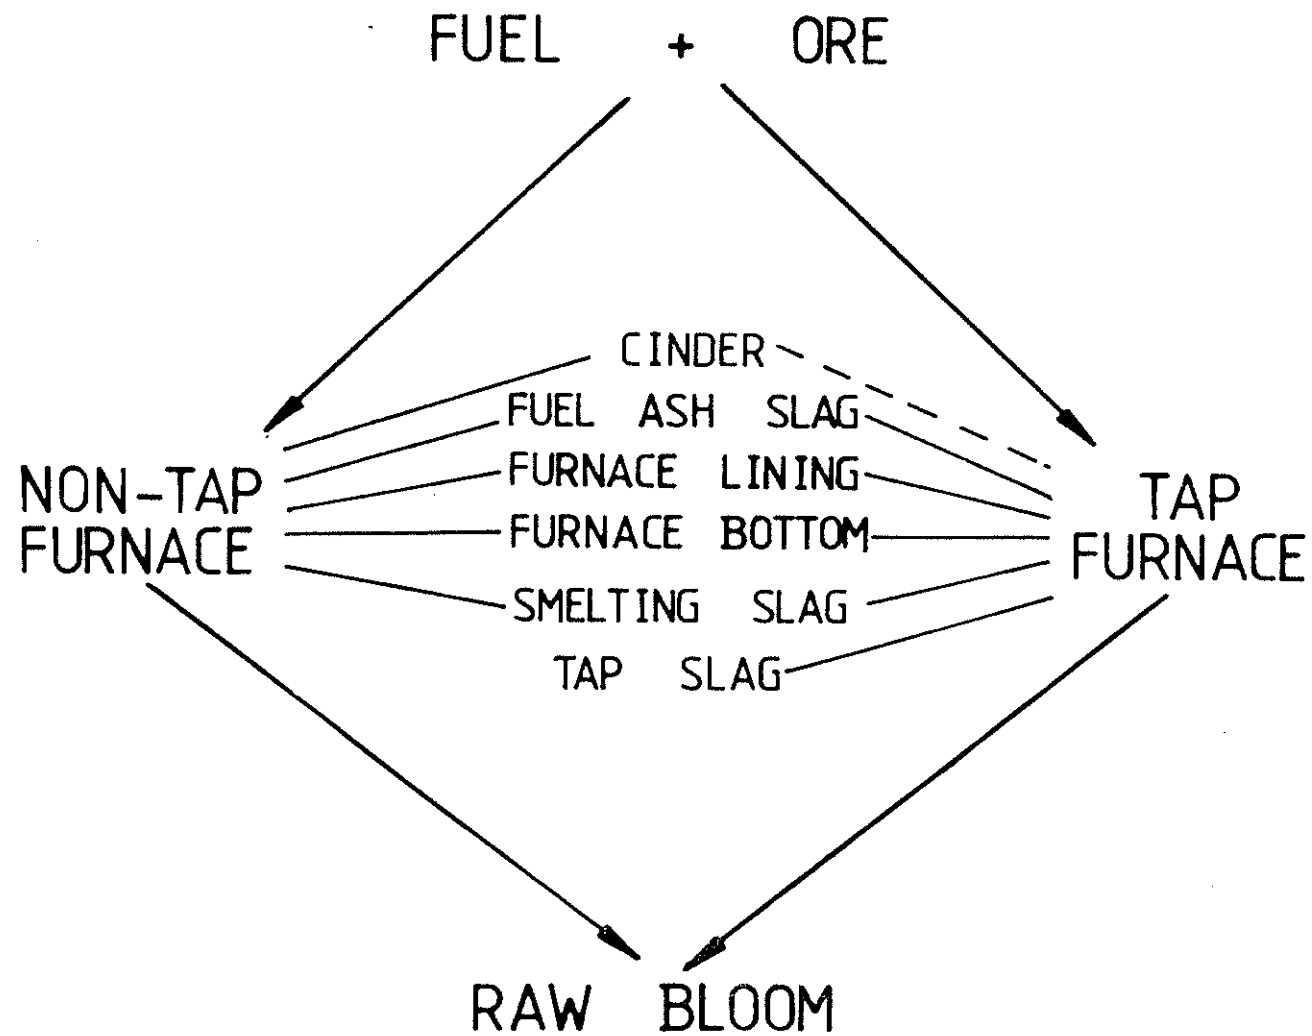 FUEL + ORE
CINDER
FUEL ASH SLAG
FURNACE LINING
FURNACE BOTTOM
SMELTING SLAG
TAP SLAG
NON-TAP
FURNACE
TAP
FURNACE
RAW BLOOM